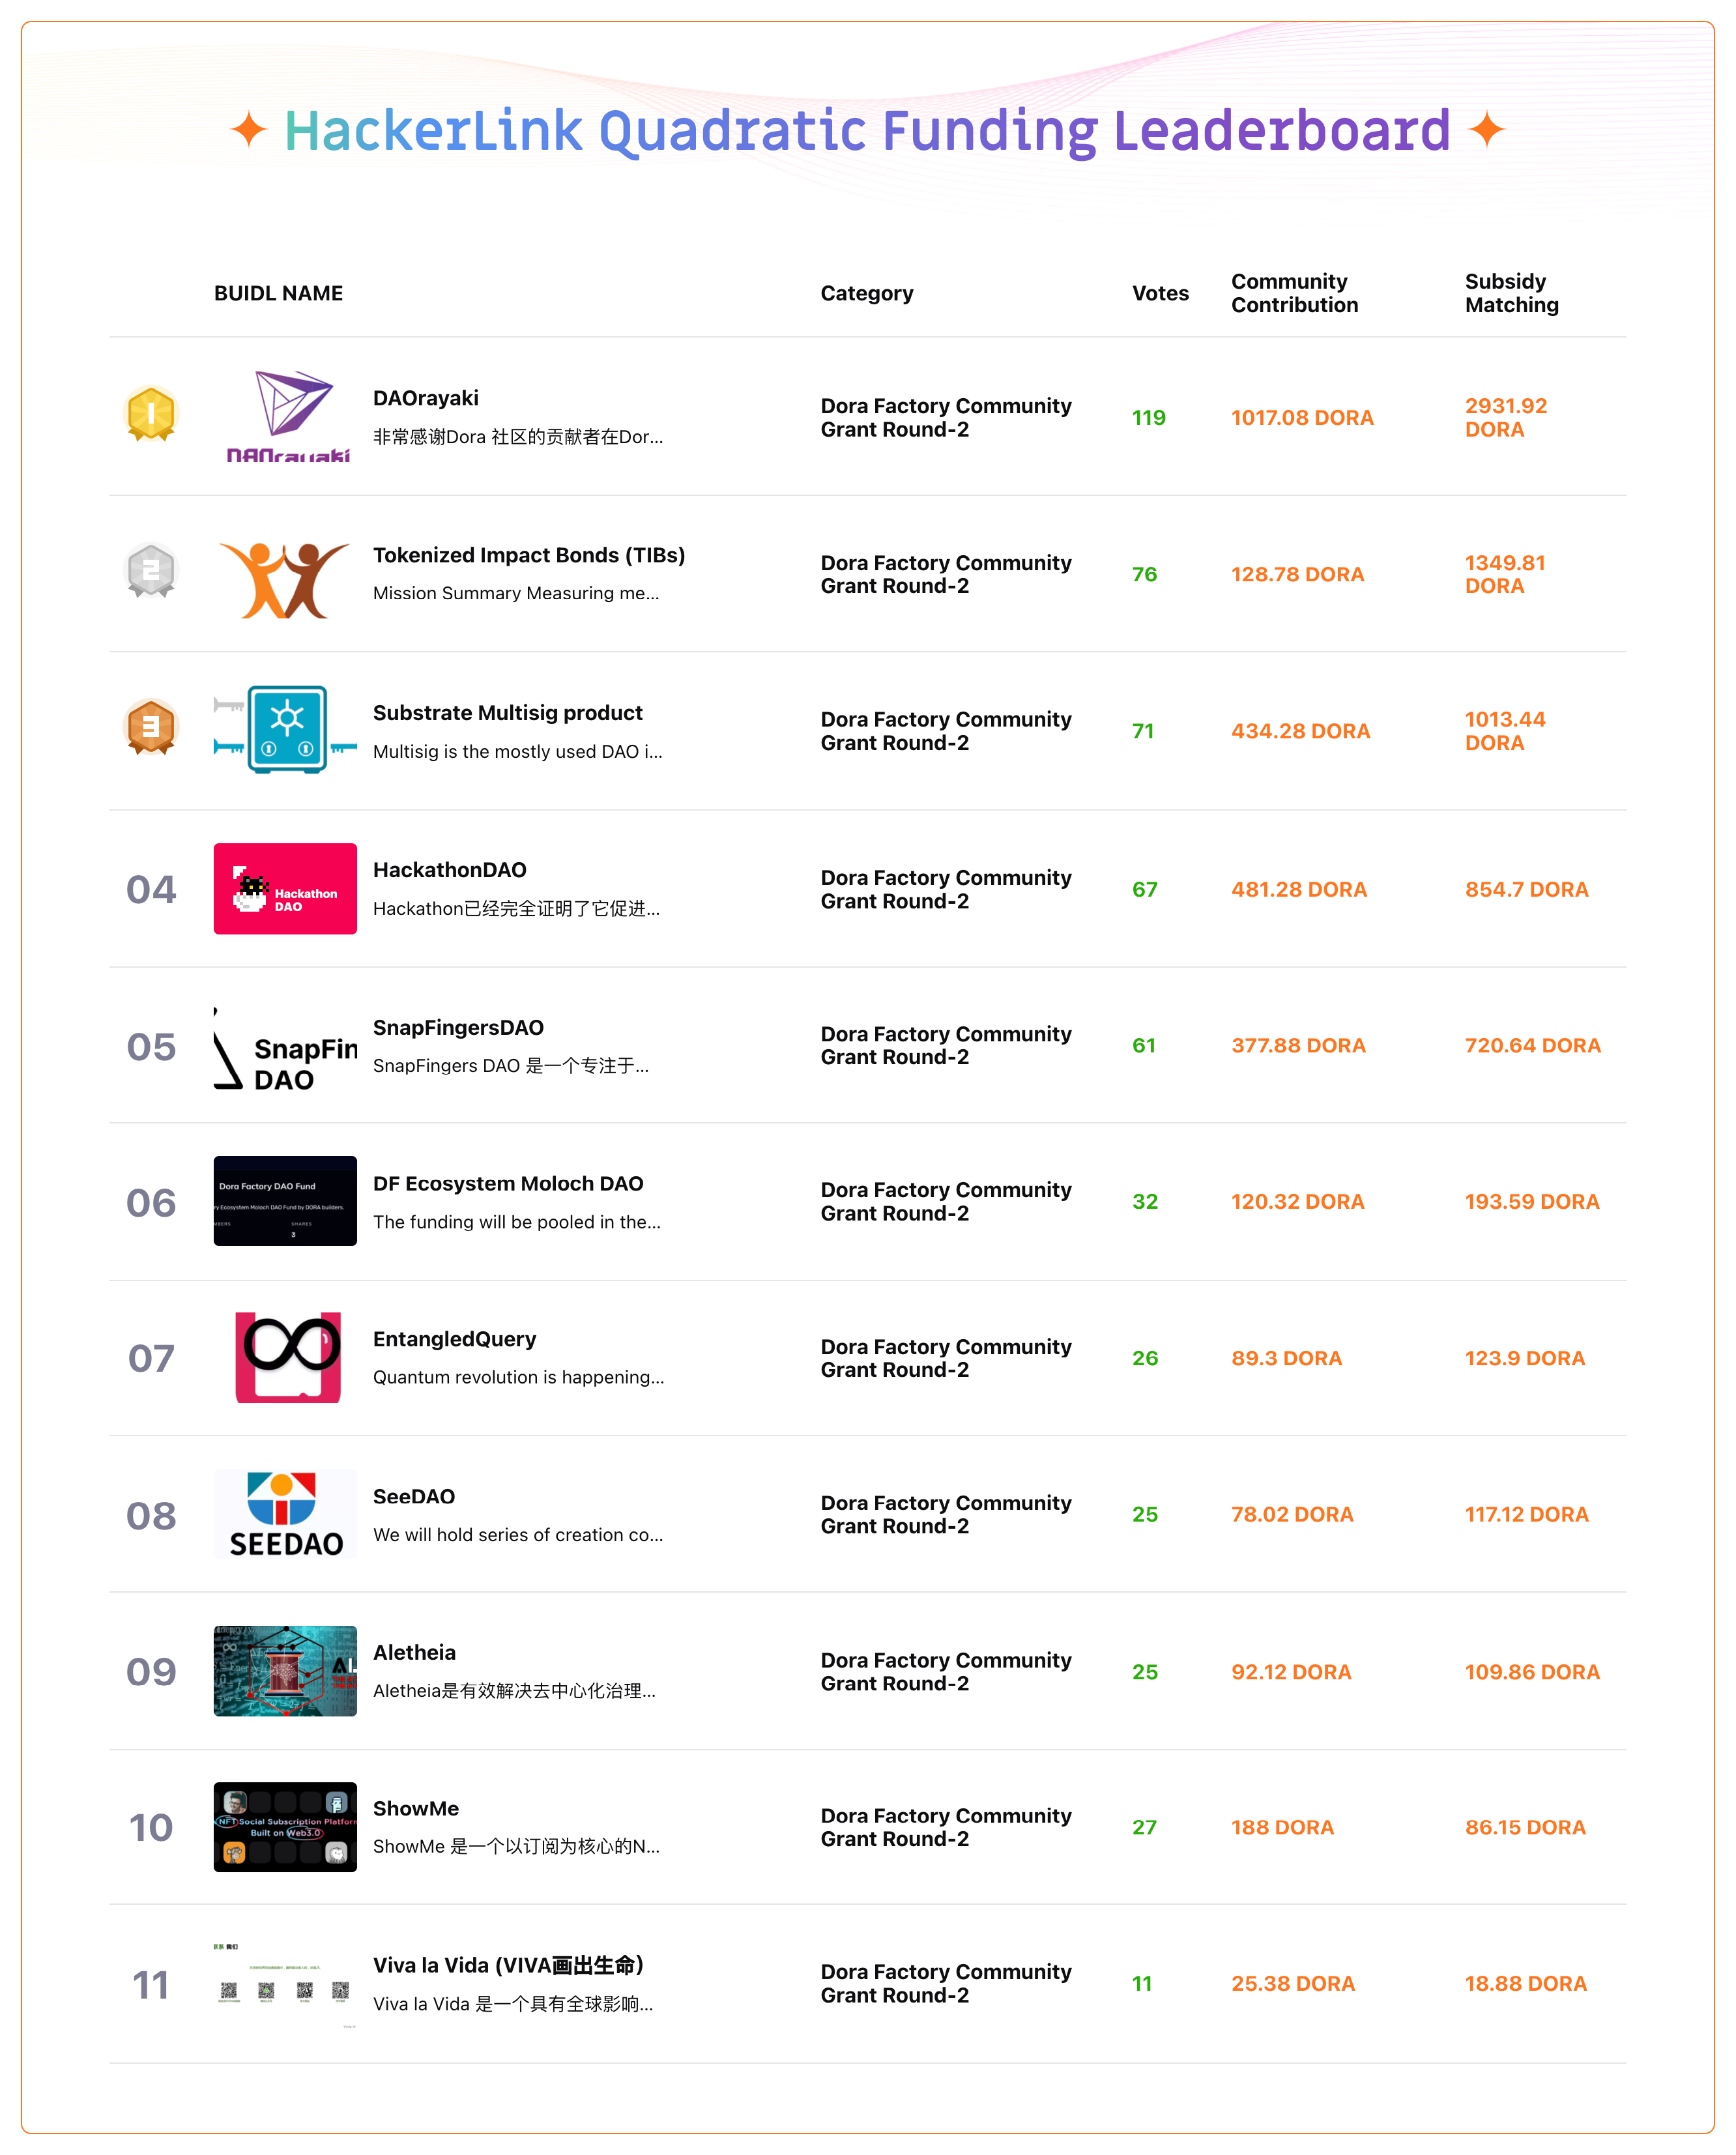 HackerLink Quadratic Funding Leaderboard
BUIDL NAME
Category
Votes
Community
Contribution
Subsidy
Matching
1
DAOrayaki
DAOrayaki
非常感谢Dora 社区的贡献者在Dor...
Dora Factory Community
Grant Round-2
119
1017.08 DORA
2931.92
DORA
2
Tokenized Impact Bonds (TIBs)
Mission Summary Measuring me...
Dora Factory Community
Grant Round-2
76
128.78 DORA
1349.81
DORA
3
Substrate Multisig product
Multisig is the mostly used DAO i...
Dora Factory Community
Grant Round-2
71
434.28 DORA
1013.44
DORA
04
Hackathon
DAO
HackathonDAO
Hackathon已经完全证明了它促进...
Dora Factory Community
Grant Round-2
67
481.28 DORA
854.7 DORA
05
SnapFin
DAO
SnapFingersDAO
SnapFingers DAO 是一个专注于...
Dora Factory Community
Grant Round-2
61
377.88 DORA
720.64 DORA
06
Dora Factory DAO Fund
ry Ecosystem Moloch DAO Fund by DORA builders.
MBERS
SHARES
3
DF Ecosystem Moloch DAO
The funding will be pooled in the...
Dora Factory Community
Grant Round-2
32
120.32 DORA
193.59 DORA
07
EntangledQuery
Quantum revolution is happening...
Dora Factory Community
Grant Round-2
26
89.3 DORA
123.9 DORA
08
SEEDAO
SeeDAO
We will hold series of creation co...
Dora Factory Community
Grant Round-2
25
78.02 DORA
117.12 DORA
09
AL
Aletheia
Aletheia是有效解决去中心化治理...
Dora Factory Community
Grant Round-2
25
92.12 DORA
109.86 DORA
10
NFT Social Subscription Platform
Built on Web3.0
ShowMe
ShowMe 是一个以订阅为核心的N...
Dora Factory Community
Grant Round-2
27
188 DORA
86.15 DORA
11
联系 我们
Viva la Vida (VIVA画出生命）
Viva la Vida 是一个具有全球影响...
Dora Factory Community
Grant Round-2
11
25.38 DORA
18.88 DORA